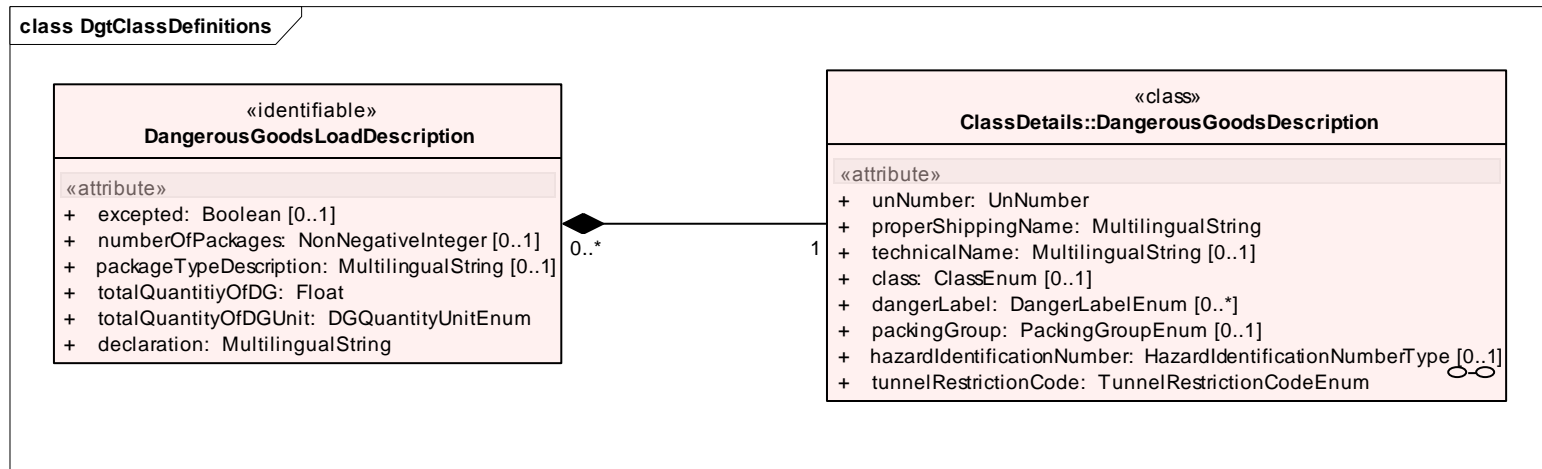 class DgtClassDefinitions
«identifiable»
DangerousGoodsLoadDescription
«attribute»
+ excepted: Boolean [0..1]
+ numberOfPackages: NonNegativeInteger [0..1]
+ packageTypeDescription: MultilingualString [0..1]
+ totalQuantitiyOfDG: Float
+ totalQuantityOfDGUnit: DGQuantityUnitEnum
+ declaration: MultilingualString
0..*
1
«class»
ClassDetails::DangerousGoodsDescription
«attribute»
+ unNumber: UnNumber
+ properShippingName: MultilingualString
+ technicalName: MultilingualString [0..1]
+ class: ClassEnum [0..1]
+ dangerLabel: DangerLabelEnum [0..*]
+ packingGroup: PackingGroupEnum [0..1]
+ hazardIdentificationNumber: HazardIdentificationNumberType [0..1]
+ tunnelRestrictionCode: TunnelRestrictionCodeEnum